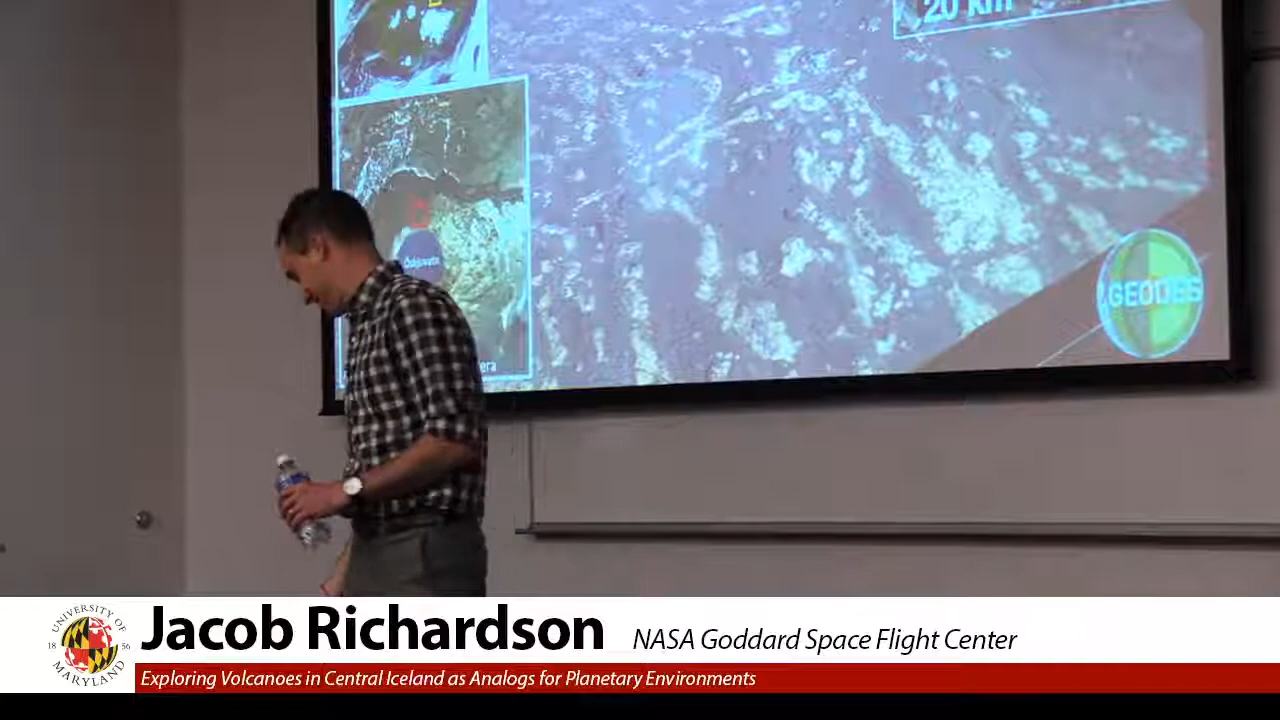 20 km
Öskjuvatn
GEODES
UNIVERSITY OF
18 56
MARYLAND
Jacob Richardson
NASA Goddard Space Flight Center
Exploring Volcanoes in Central Iceland as Analogs for Planetary Environments